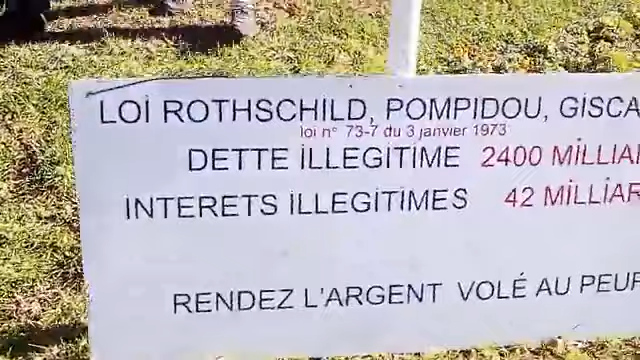 LOI ROTHSCHILD, POMPIDOU, GISCA
loi n° 73-7 du 3 janvier 1973
DETTE ILLEGITIME 2400 MILLIA
INTERETS ILLEGITIMES 42 MILLIAR
RENDEZ L'ARGENT VOLÉ AU PEUP